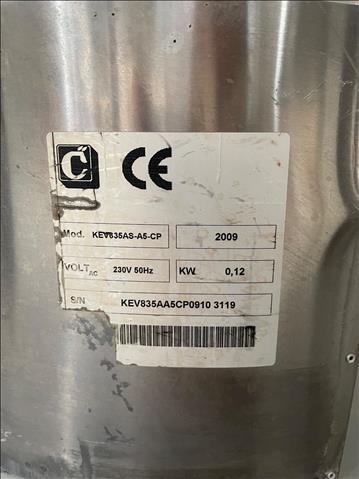 Č CE
Mod. KEV835AS-A5-CP 2009
VOLT AC 230V 50Hz KW 0,12
S/N KEV835AA5CP0910 3119